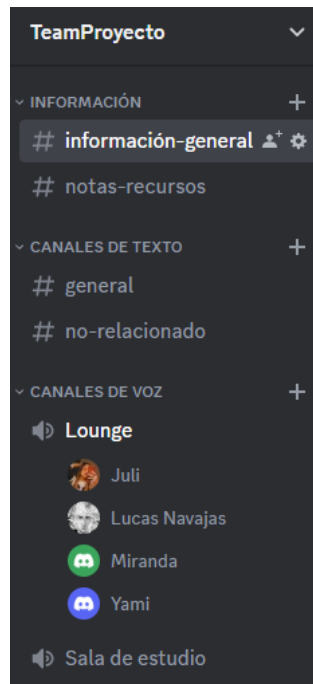 TeamProyecto
INFORMACIÓN
información-general
notas-recursos
CANALES DE TEXTO
general
no-relacionado
CANALES DE VOZ
Lounge
Juli
Lucas Navajas
Miranda
Yami
Sala de estudio